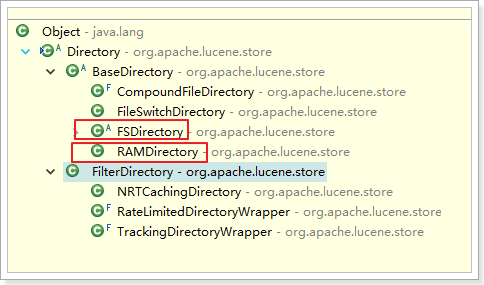 Object - java.lang
Directory - org.apache.lucene.store
BaseDirectory - org.apache.lucene.store
CompoundFileDirectory - org.apache.lucene.store
FileSwitchDirectory - org.apache.lucene.store
FSDirectory - org.apache.lucene.store
RAMDirectory - org.apache.lucene.store
FilterDirectory - org.apache.lucene.store
NRTCachingDirectory - org.apache.lucene.store
RateLimitedDirectoryWrapper - org.apache.lucene.store
TrackingDirectoryWrapper - org.apache.lucene.store